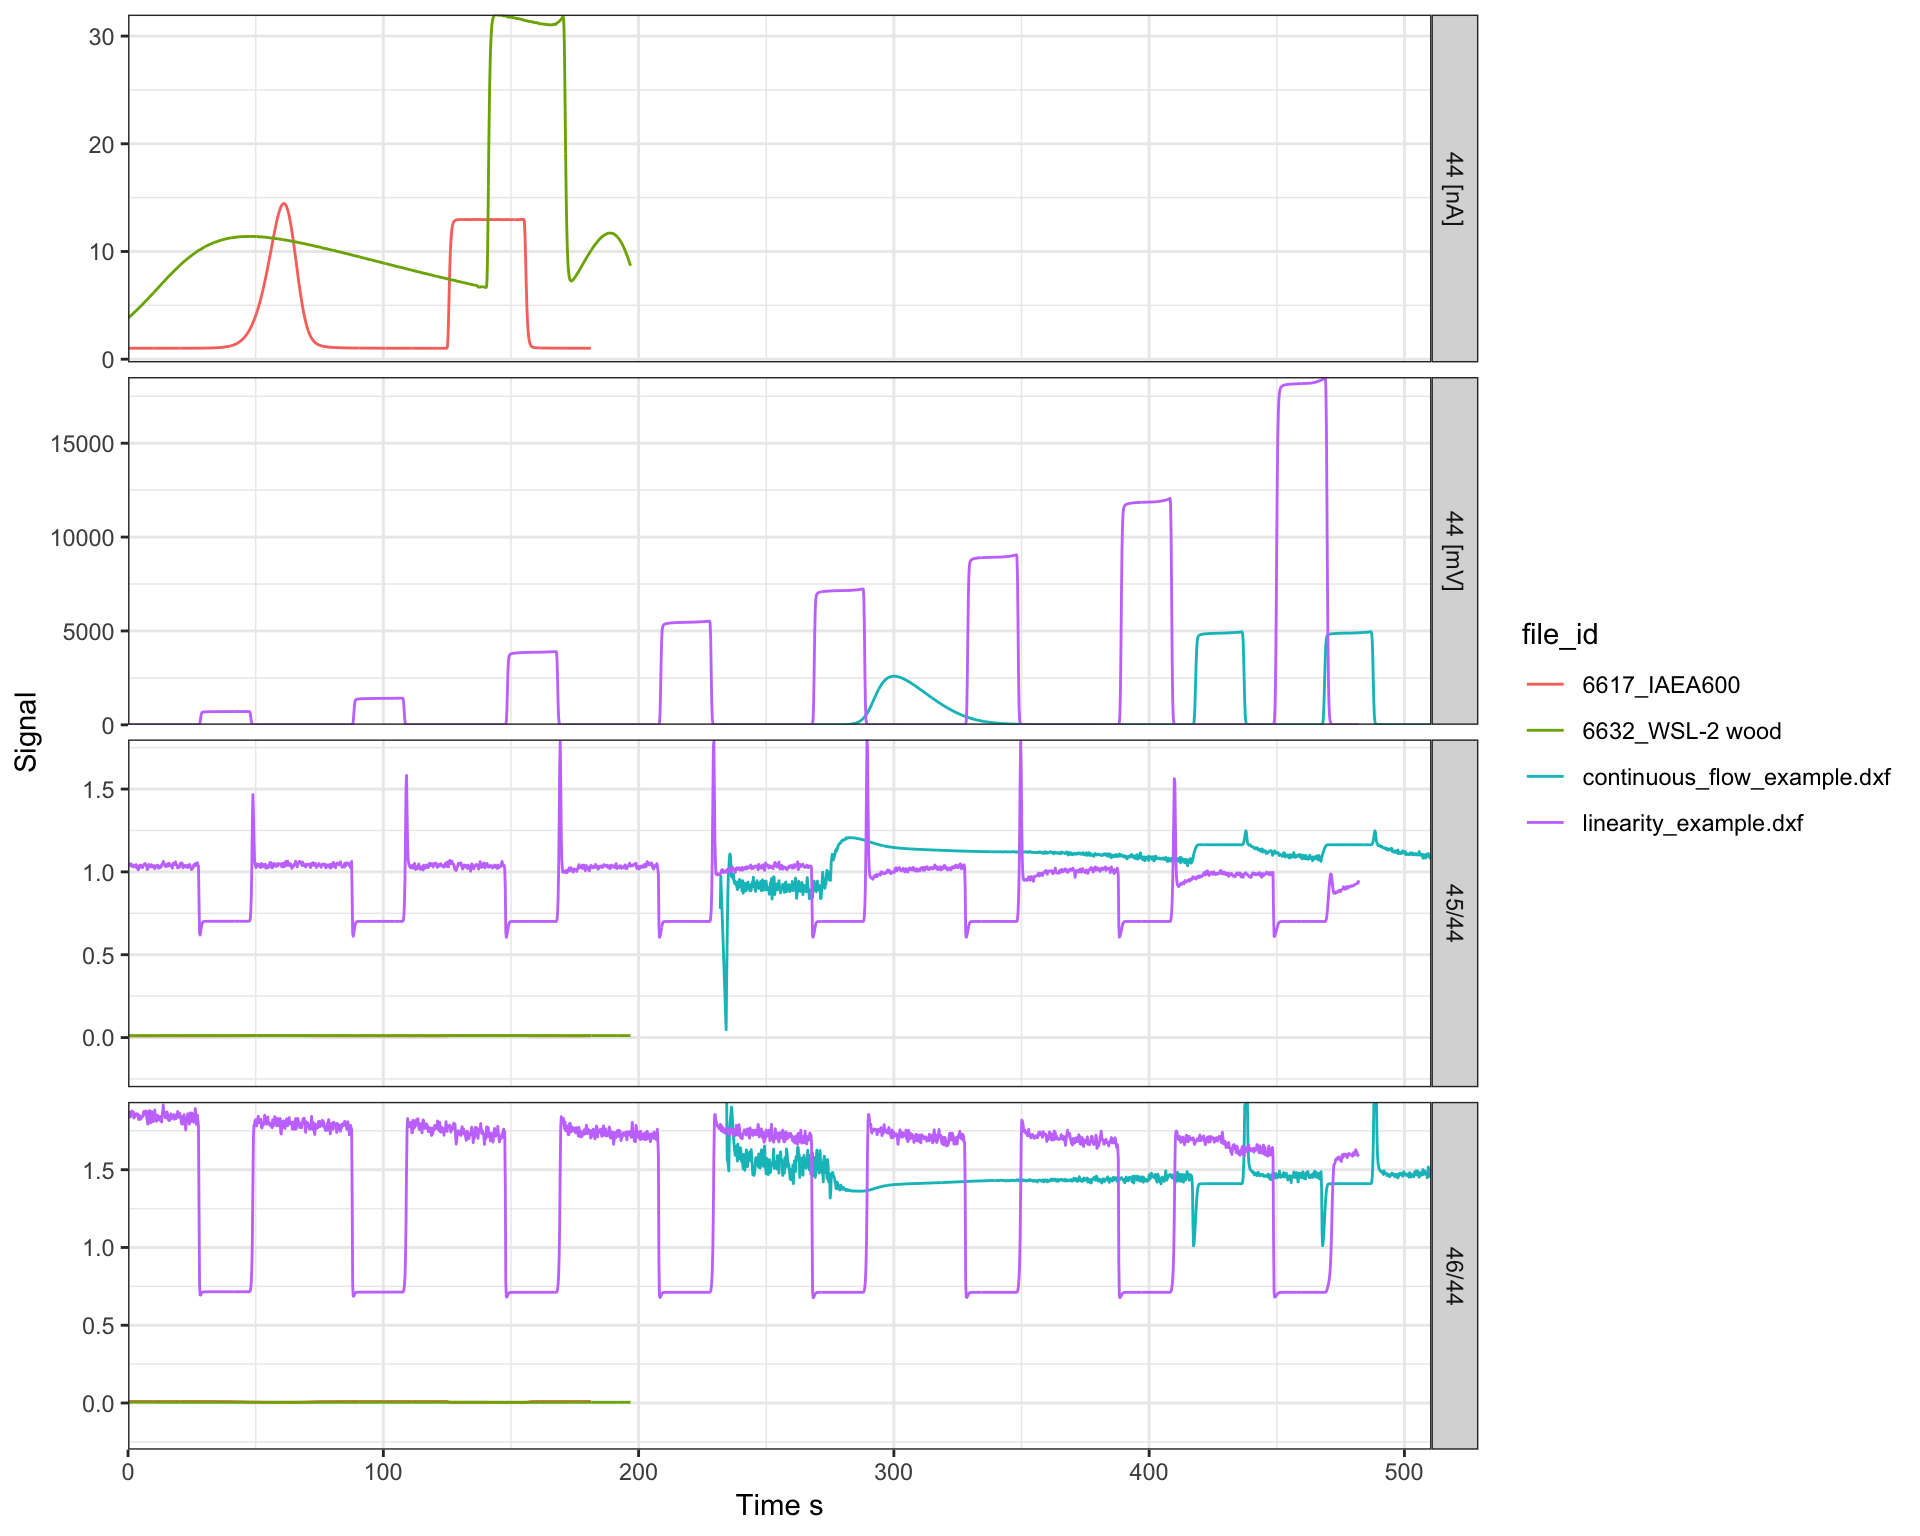 30
20
10
0
44 [nA]
15000
10000
5000
0
44 [mV]
1.5
1.0
0.5
0.0
45/44
1.5
1.0
0.5
0.0
46/44
0 100 200 300 400 500
Time s
Signal
file_id
6617_IAEA600
6632_WSL-2 wood
continuous_flow_example.dxf
linearity_example.dxf